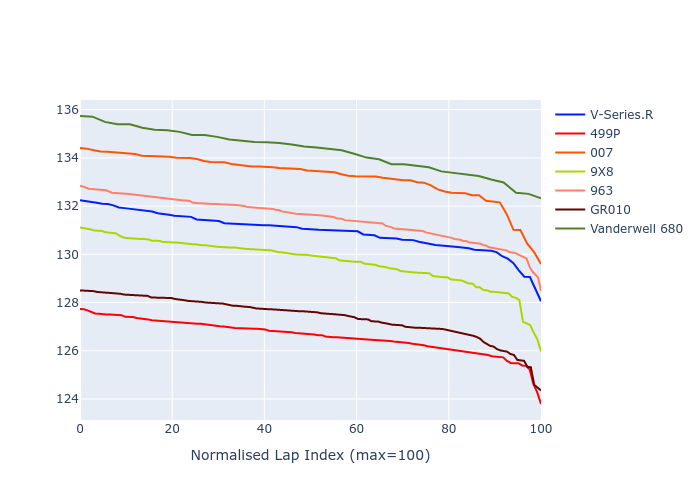 136
134
132
130
128
126
124
0 20 40 60 80 100
Normalised Lap Index (max=100)
V-Series.R
499P
007
9X8
963
GR010
Vanderwell 680